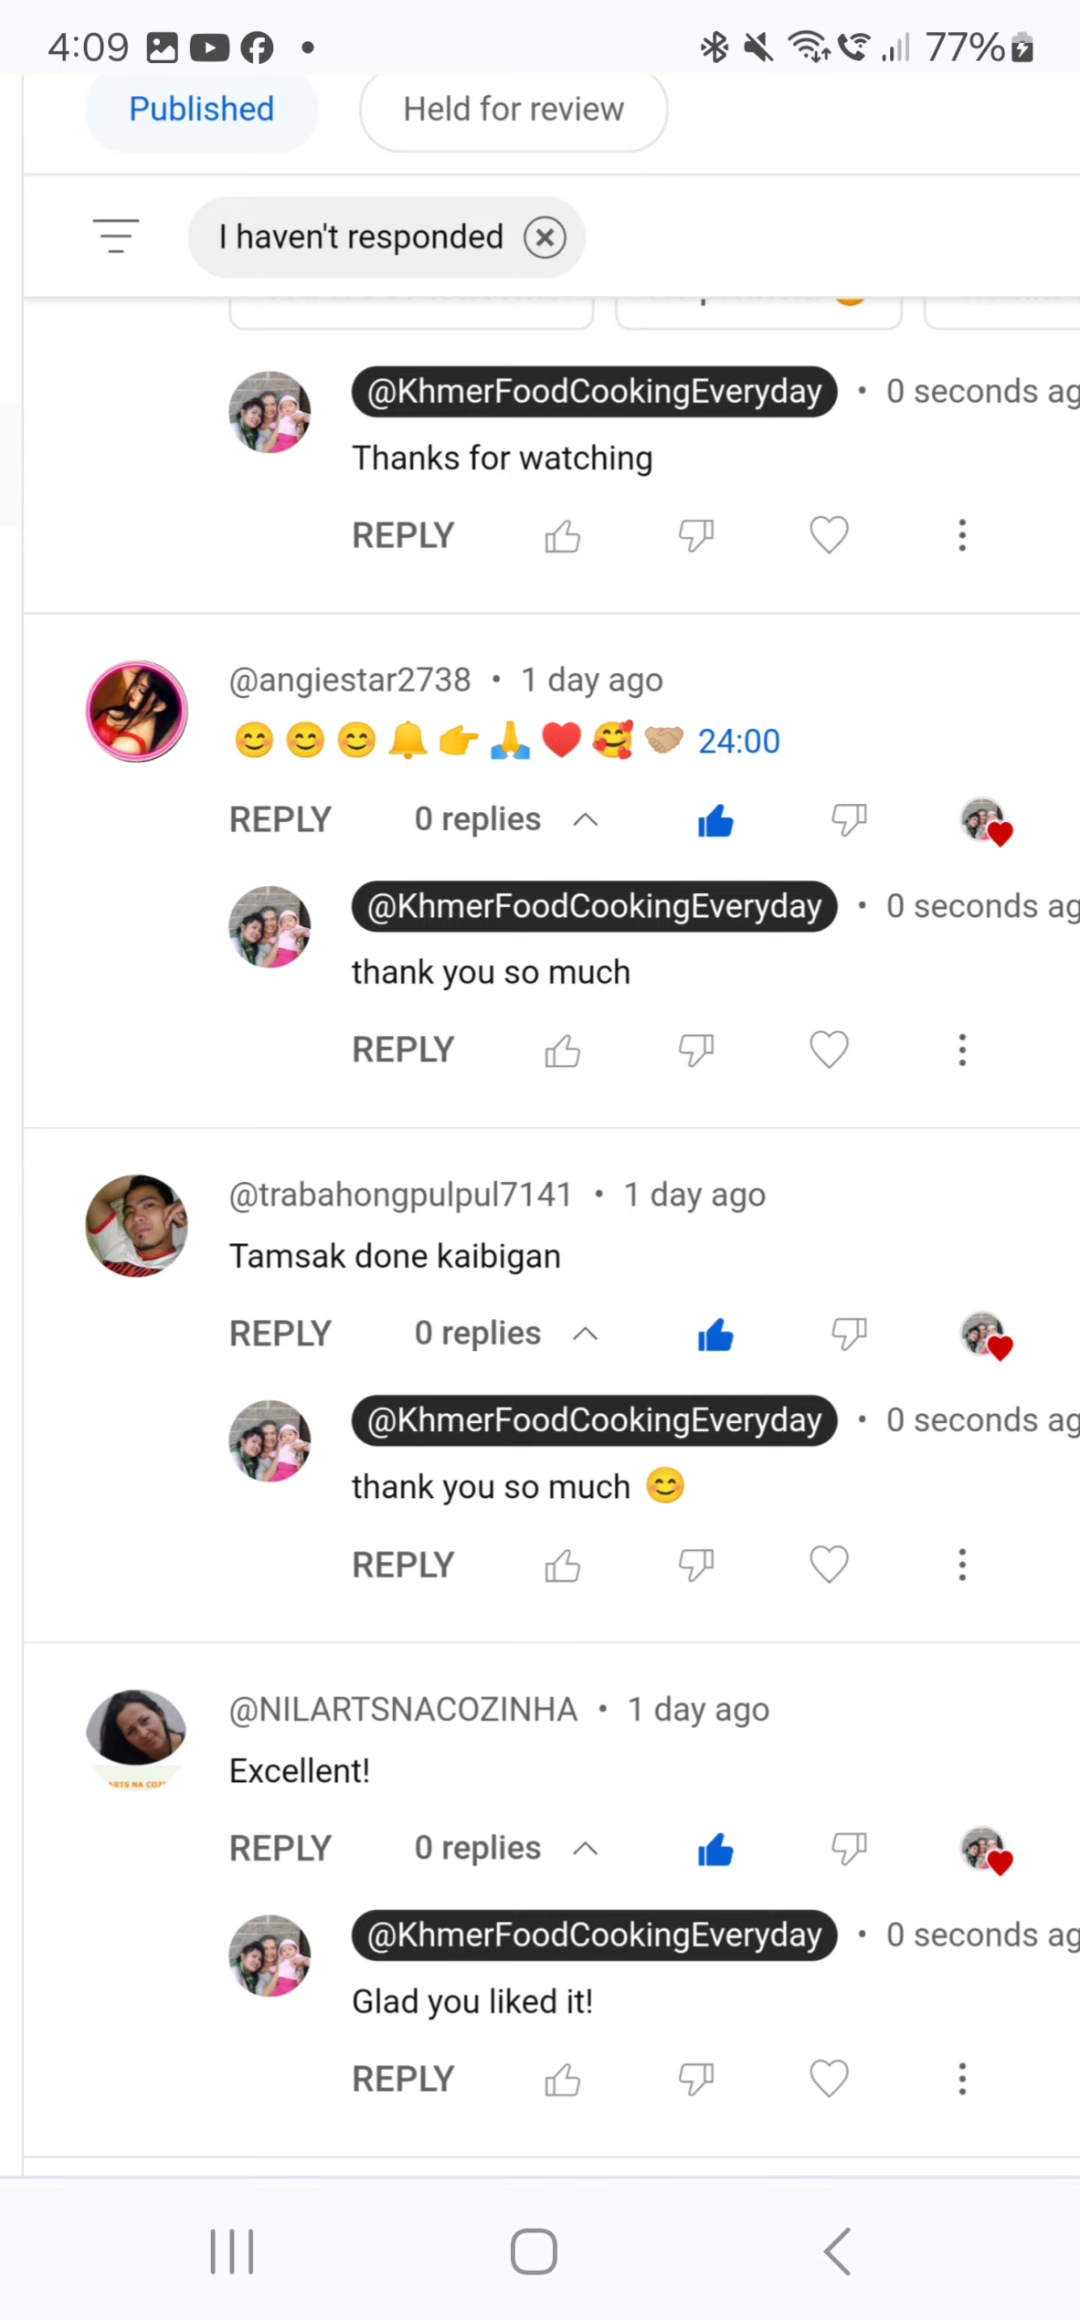 4:09 77%
Published Held for review
I haven't responded
@KhmerFoodCookingEveryday • 0 seconds ag
Thanks for watching
REPLY
@angiestar2738 • 1 day ago
😊😊😊🔔👉🙏❤️🥰🤝🏼 24:00
REPLY 0 replies
@KhmerFoodCookingEveryday • 0 seconds ag
thank you so much
REPLY
@trabahongpulpul7141 • 1 day ago
Tamsak done kaibigan
REPLY 0 replies
@KhmerFoodCookingEveryday • 0 seconds ag
thank you so much 😊
REPLY
@NILARTSNACOZINHA • 1 day ago
Excellent!
REPLY 0 replies
@KhmerFoodCookingEveryday • 0 seconds ag
Glad you liked it!
REPLY